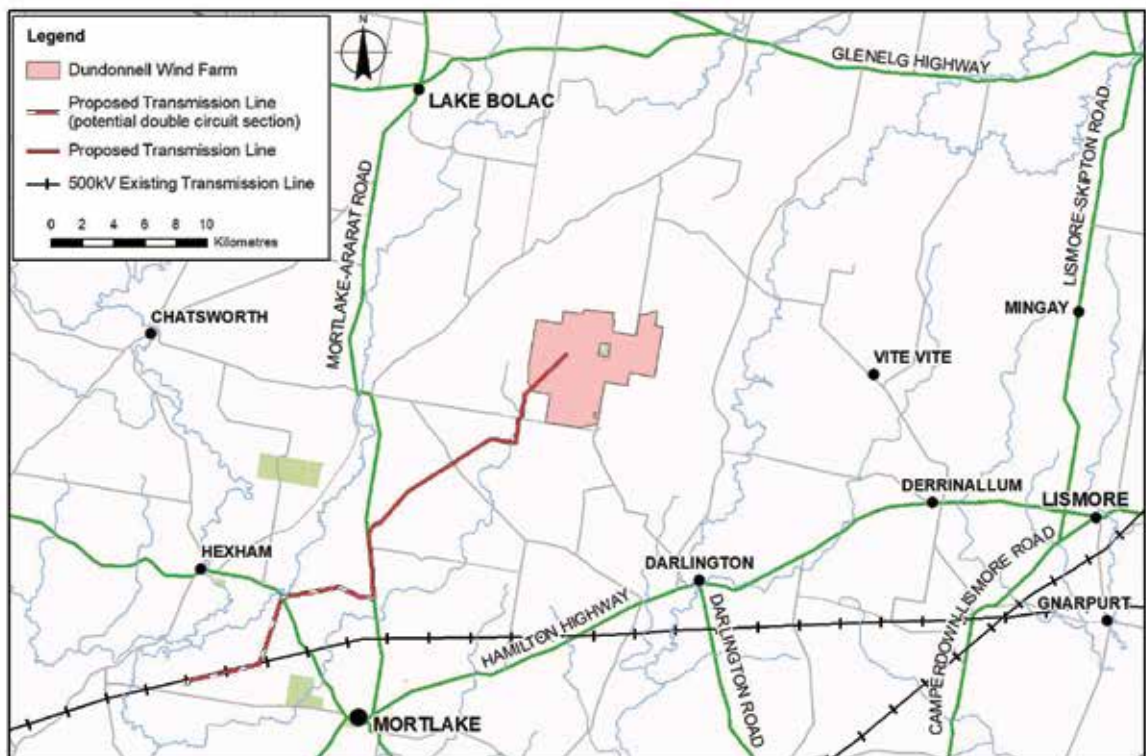 Legend
Dundonnell Wind Farm
Proposed Transmission Line
(potential double circuit section)
Proposed Transmission Line
500kV Existing Transmission Line
0 2 4 6 8 10
Kilometres
N
GLENELG HIGHWAY
LAKE BOLAC
LISMORE-SKIPTON ROAD
MORTLAKE-ARARAT ROAD
CHATSWORTH
MINGAY
VITE VITE
DERRINALLUM
LISMORE
HEXHAM
DARLINGTON
CAMPERDOWN-LISMORE ROAD
GNARPURT
HAMILTON HIGHWAY
DARLINGTON ROAD
MORTLAKE